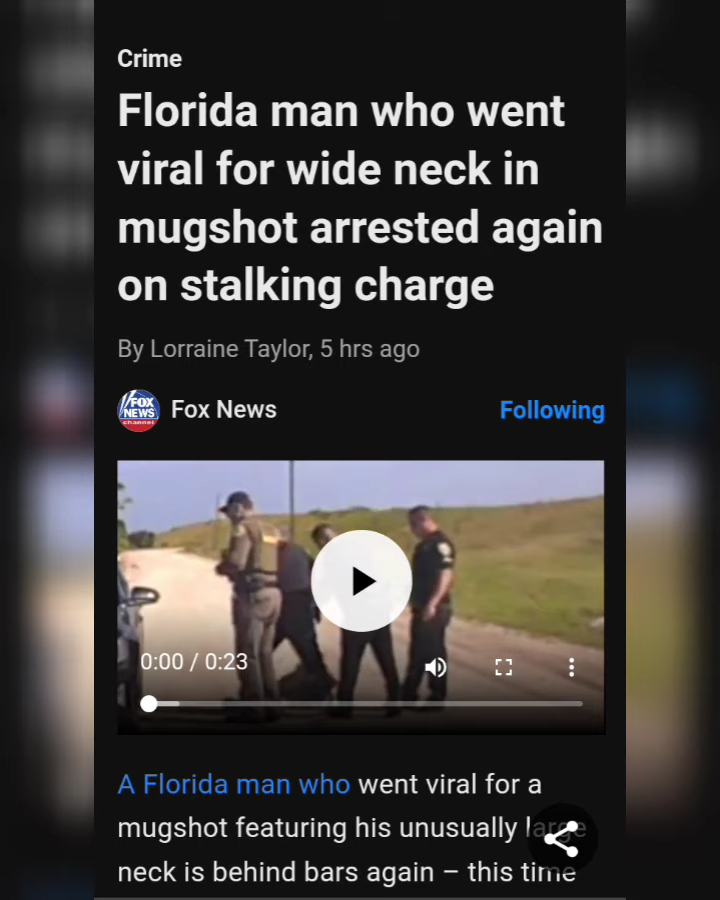 Crime
Florida man who went
viral for wide neck in
mugshot arrested again
on stalking charge
By Lorraine Taylor, 5 hrs ago
FOX
NEWS
channel
Fox News
Following
0:00 / 0:23
A Florida man who went viral for a
mugshot featuring his unusually large
neck is behind bars again – this time